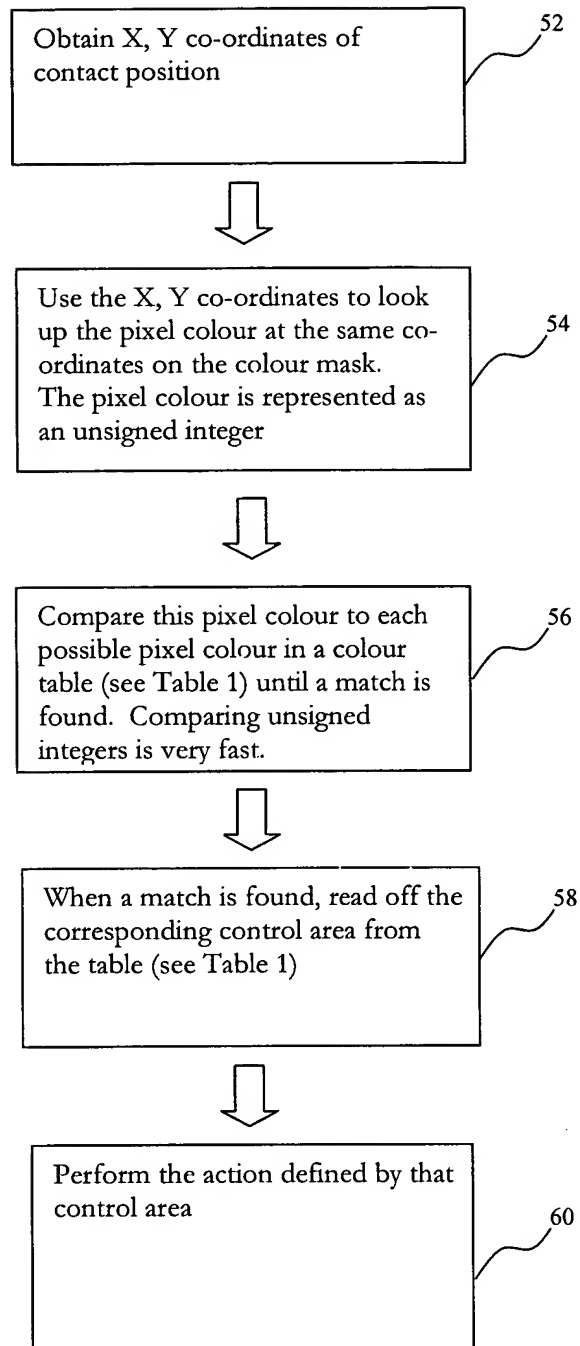 Obtain X, Y co-ordinates of
contact position
52
Use the X, Y co-ordinates to look
up the pixel colour at the same co-
ordinates on the colour mask.
The pixel colour is represented as
an unsigned integer
54
Compare this pixel colour to each
possible pixel colour in a colour
table (see Table 1) until a match is
found. Comparing unsigned
integers is very fast.
56
When a match is found, read off the
corresponding control area from
the table (see Table 1)
58
Perform the action defined by that
control area
60